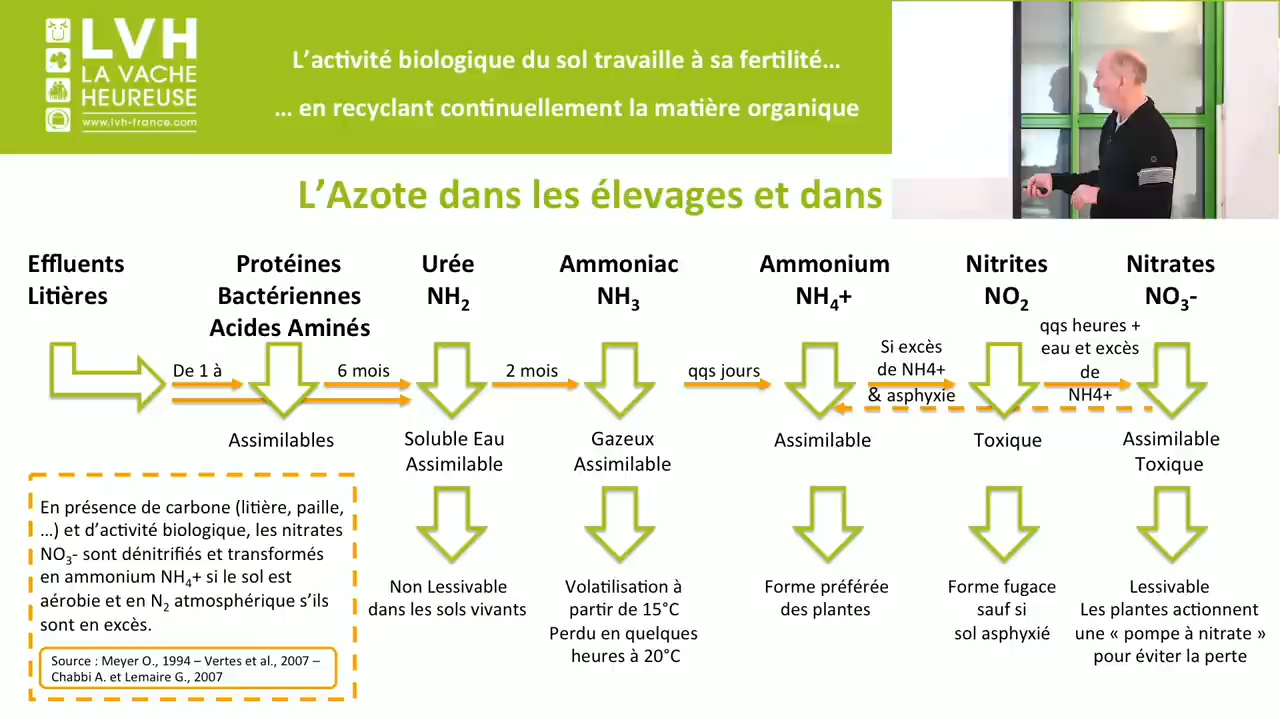 LVH
LA VACHE
HEUREUSE
www.lvh-france.com
L'activité biologique du sol travaille à sa fertilité...
... en recyclant continuellement la matière organique
L'Azote dans les élevages et dans
Effluents
Litières
Protéines
Bactériennes
Acides Aminés
Urée
NH2
Ammoniac
NH3
Ammonium
NH4+
Nitrites
NO2
Nitrates
NO3-
De 1 à
6 mois
2 mois
qqs jours
Si excès
de NH4+
& asphyxie
qqs heures +
eau et excès
de
NH4+
Assimilables
Soluble Eau
Assimilable
Gazeux
Assimilable
Assimilable
Toxique
Assimilable
Toxique
En présence de carbone (litière, paille,
...) et d'activité biologique, les nitrates
NO3- sont dénitrifiés et transformés
en ammonium NH4+ si le sol est
aérobie et en N2 atmosphérique s'ils
sont en excès.
Source : Meyer O., 1994 – Vertes et al., 2007 –
Chabbi A. et Lemaire G., 2007
Non Lessivable
dans les sols vivants
Volatilisation à
partir de 15°C
Perdu en quelques
heures à 20°C
Forme préférée
des plantes
Forme fugace
sauf si
sol asphyxié
Lessivable
Les plantes actionnent
une « pompe à nitrate »
pour éviter la perte